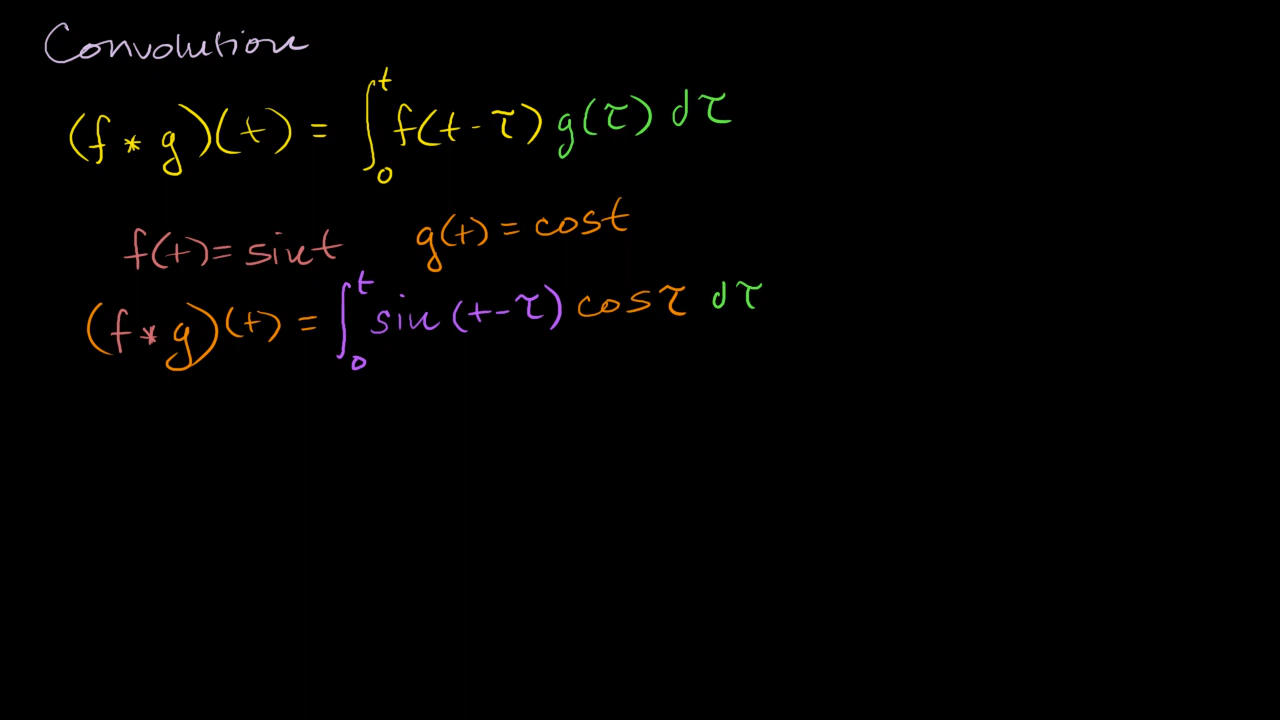 Convolution
(f * g)(t) = ∫₀ᵗ f(t - τ) g(τ) dτ
f(t) = sin t g(t) = cos t
(f * g)(t) = ∫₀ᵗ sin (t - τ) cos τ dτ